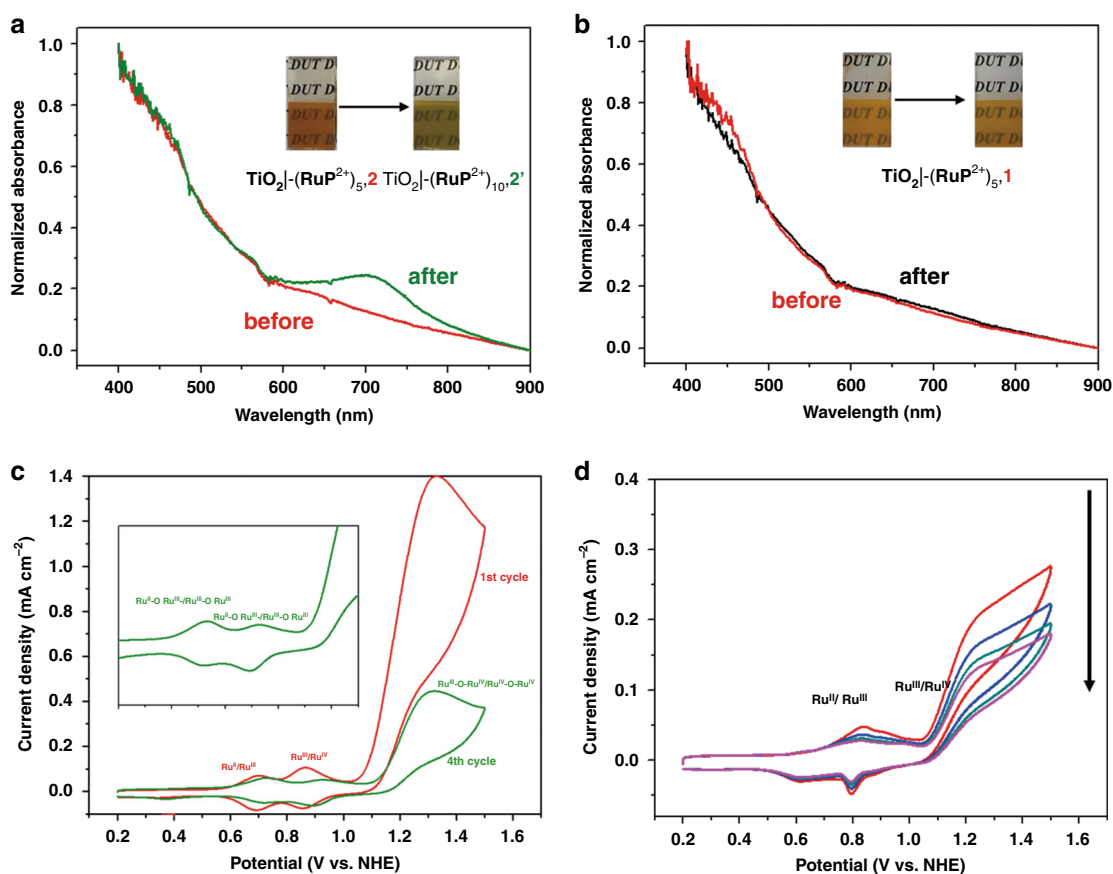 a
Normalized absorbance
1.0
0.8
0.6
0.4
0.2
0.0
DUT D
DUT D
DUT D
DUT D
DUT D
DUT D
DUT D
DUT D
TiO₂|-(RuP²⁺)₅,2 TiO₂|-(RuP²⁺)₁₀,2'
after
before
400 500 600 700 800 900
Wavelength (nm)
b
Normalized absorbance
1.0
0.8
0.6
0.4
0.2
0.0
DUT D
DUT D
DUT D
DUT D
DUT D
DUT D
DUT D
DUT D
TiO₂|-(RuP²⁺)₅,1
after
before
400 500 600 700 800 900
Wavelength (nm)
c
Current density (mA cm⁻²)
1.4
1.2
1.0
0.8
0.6
0.4
0.2
0.0
Ruᴵᴵ-O Ruᴵᴵᴵ-/Ruᴵᴵᴵ-O Ruᴵᴵᴵ
Ruᴵᴵ-O Ruᴵᴵᴵ-/Ruᴵᴵᴵ-O Ruᴵᴵᴵ
1st cycle
Ruᴵᴵᴵ-O-Ruᴵⱽ/Ruᴵⱽ-O-Ruᴵⱽ
Ruᴵᴵ/Ruᴵᴵᴵ
Ruᴵᴵᴵ/Ruᴵⱽ
4th cycle
0.2 0.4 0.6 0.8 1.0 1.2 1.4 1.6
Potential (V vs. NHE)
d
Current density (mA cm⁻²)
0.4
0.3
0.2
0.1
0.0
Ruᴵᴵ/ Ruᴵᴵᴵ
Ruᴵᴵᴵ/Ruᴵⱽ
0.2 0.4 0.6 0.8 1.0 1.2 1.4 1.6
Potential (V vs. NHE)